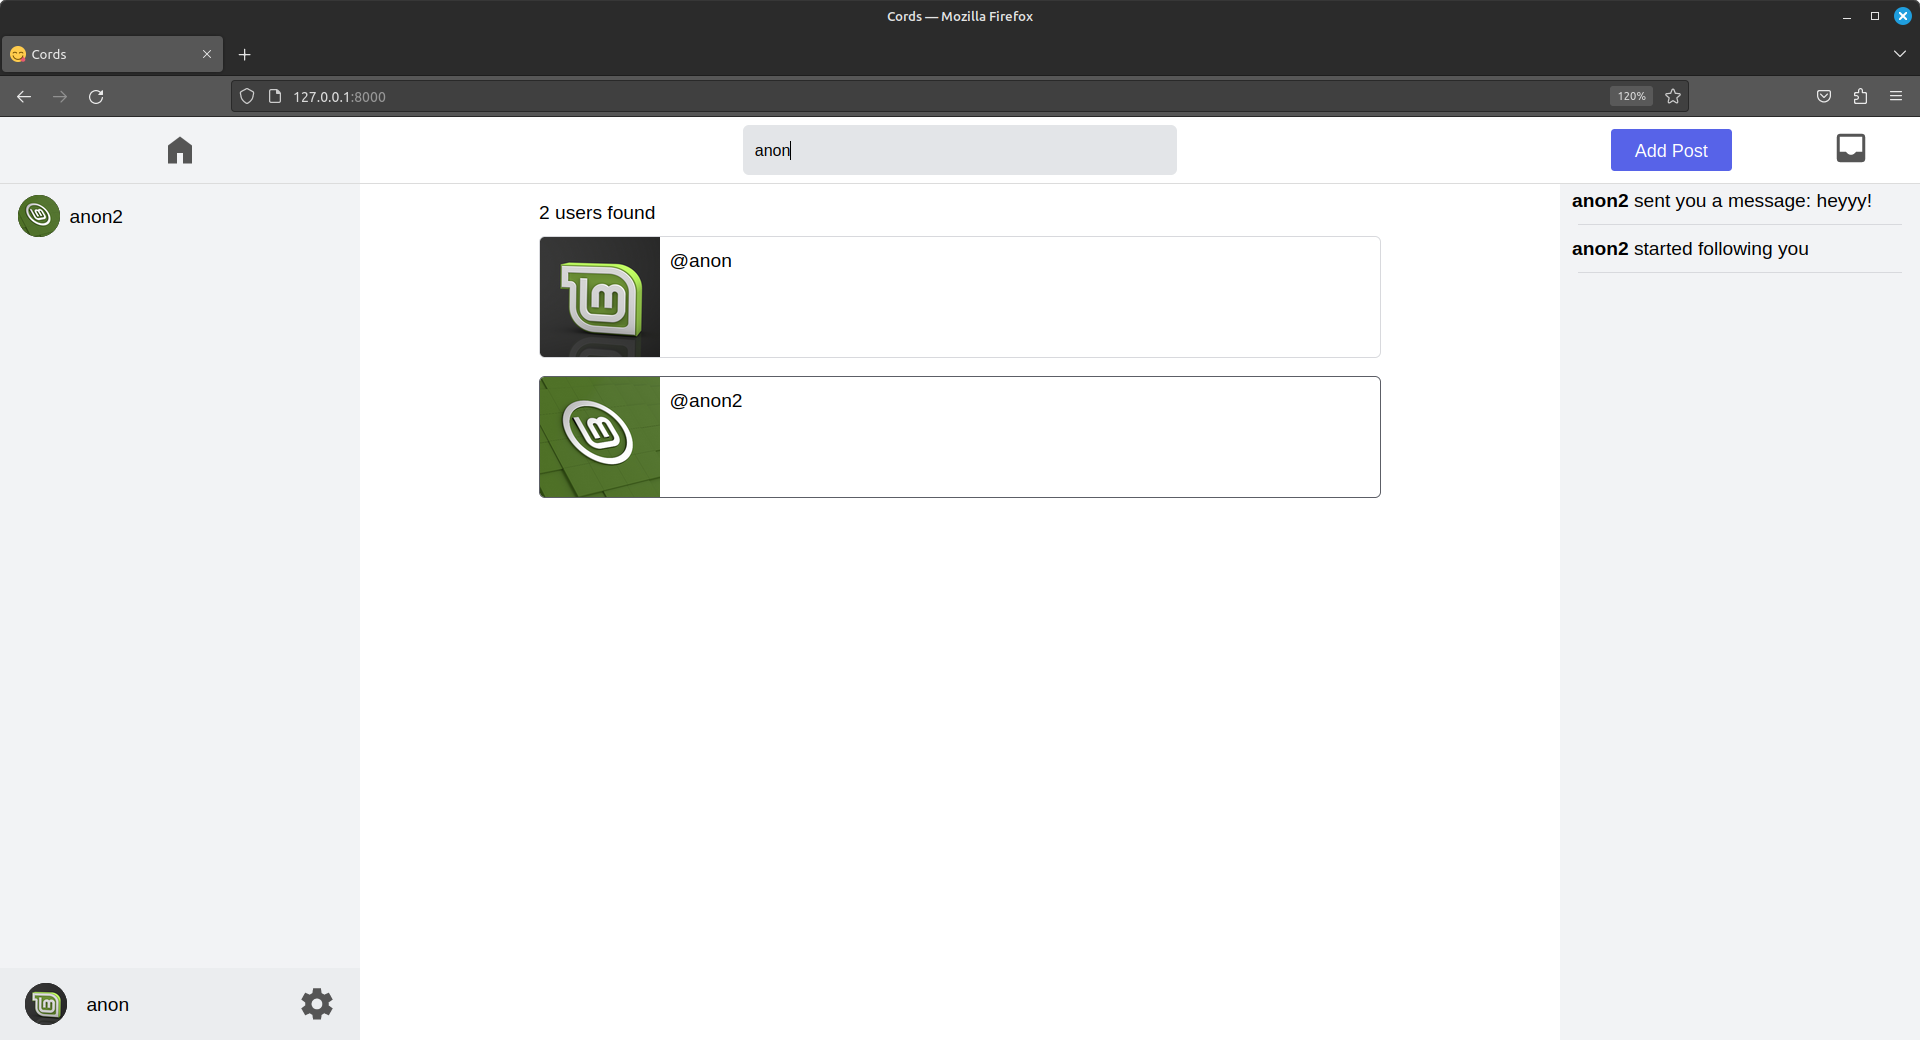 Cords — Mozilla Firefox
Cords
127.0.0.1:8000
120%
anon
Add Post
anon2
2 users found
@anon
@anon2
anon2 sent you a message: heyyy!
anon2 started following you
anon